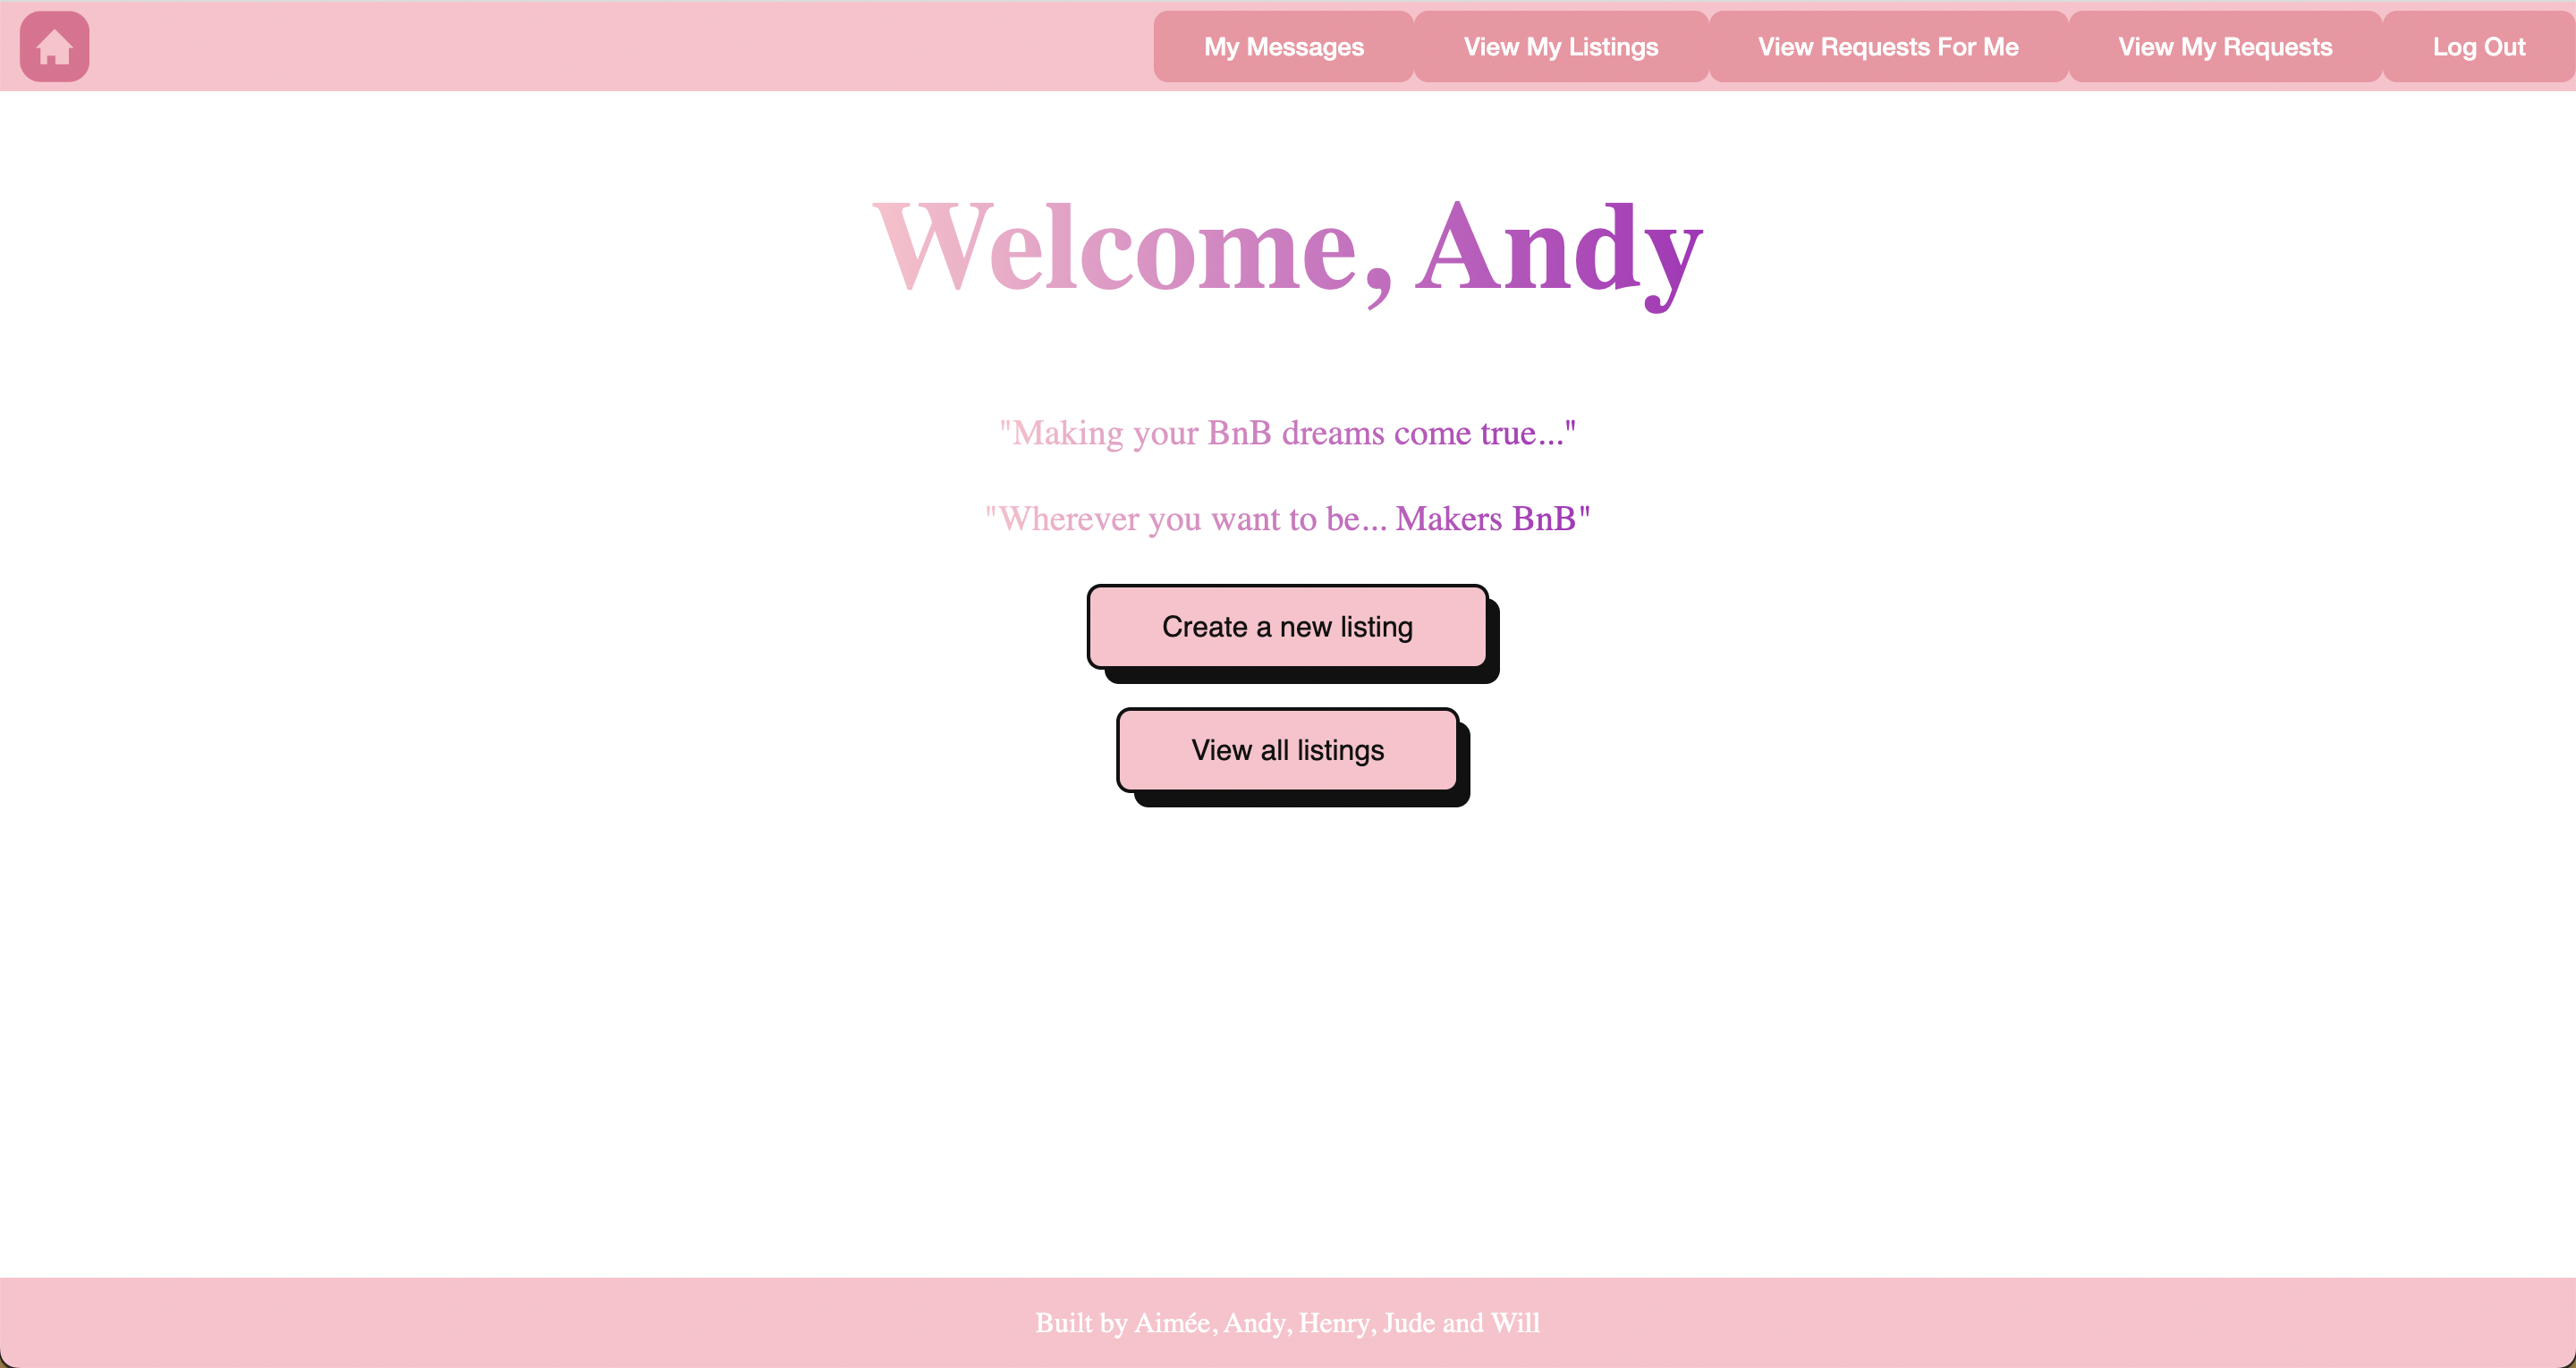 My Messages View My Listings View Requests For Me View My Requests Log Out
Welcome, Andy
"Making your BnB dreams come true..."
"Wherever you want to be... Makers BnB"
Create a new listing
View all listings
Built by Aimée, Andy, Henry, Jude and Will